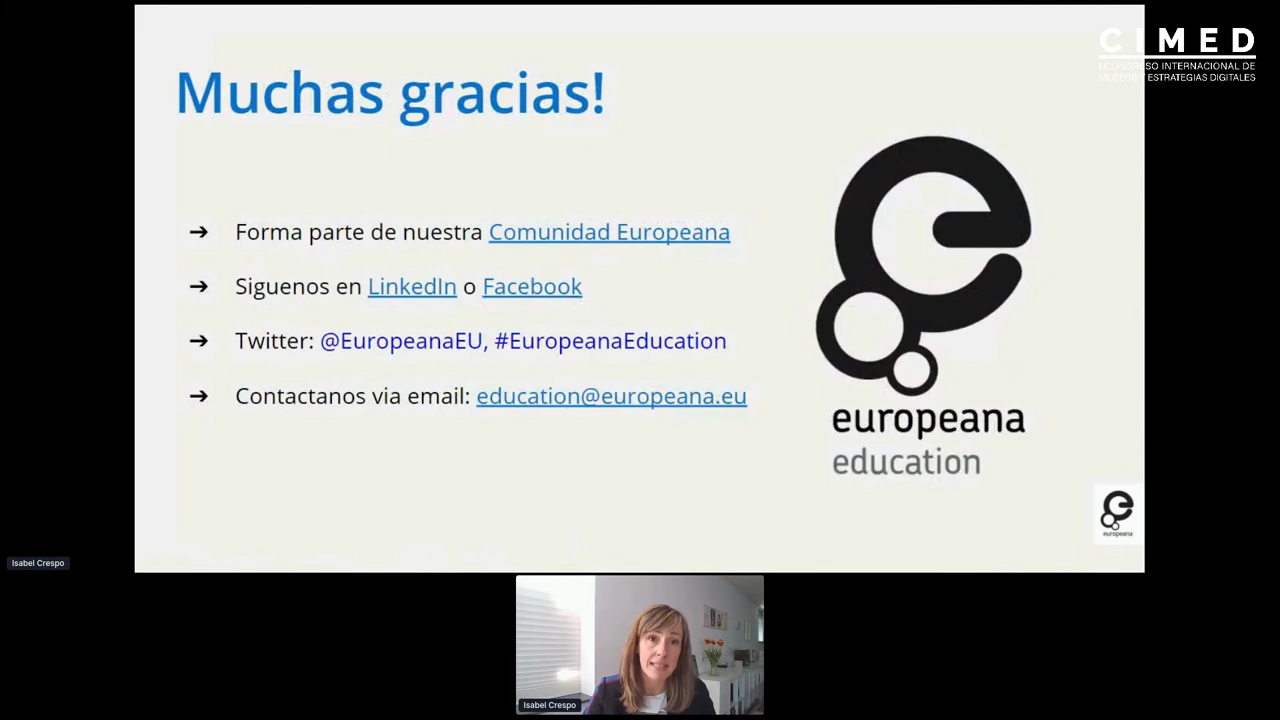 CIMED
I CONGRESO INTERNACIONAL DE
MUSEOS Y ESTRATEGIAS DIGITALES
Muchas gracias!
➔ Forma parte de nuestra Comunidad Europeana
➔ Siguenos en LinkedIn o Facebook
➔ Twitter: @EuropeanaEU, #EuropeanaEducation
➔ Contactanos via email: education@europeana.eu
europeana
education
europeana
Isabel Crespo
Isabel Crespo